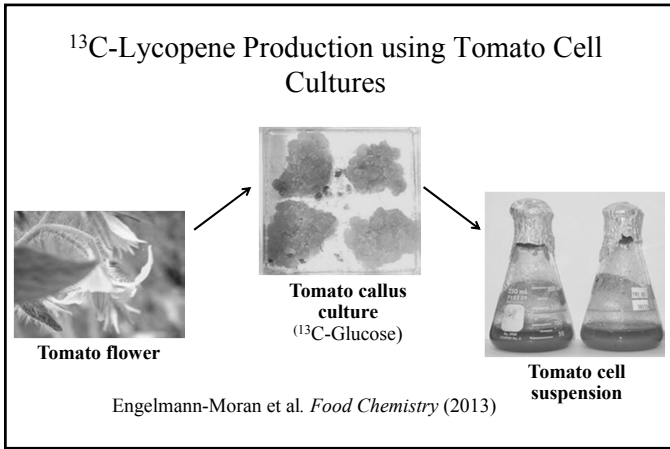 ¹³C-Lycopene Production using Tomato Cell
Cultures
Tomato flower
Tomato callus
culture
(¹³C-Glucose)
Tomato cell
suspension
Engelmann-Moran et al. Food Chemistry (2013)